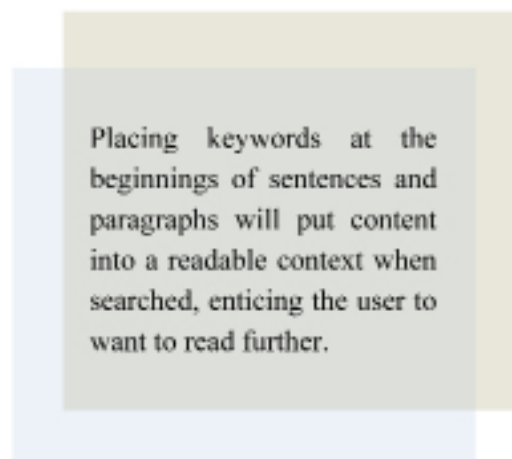 Placing keywords at the
beginnings of sentences and
paragraphs will put content
into a readable context when
searched, enticing the user to
want to read further.